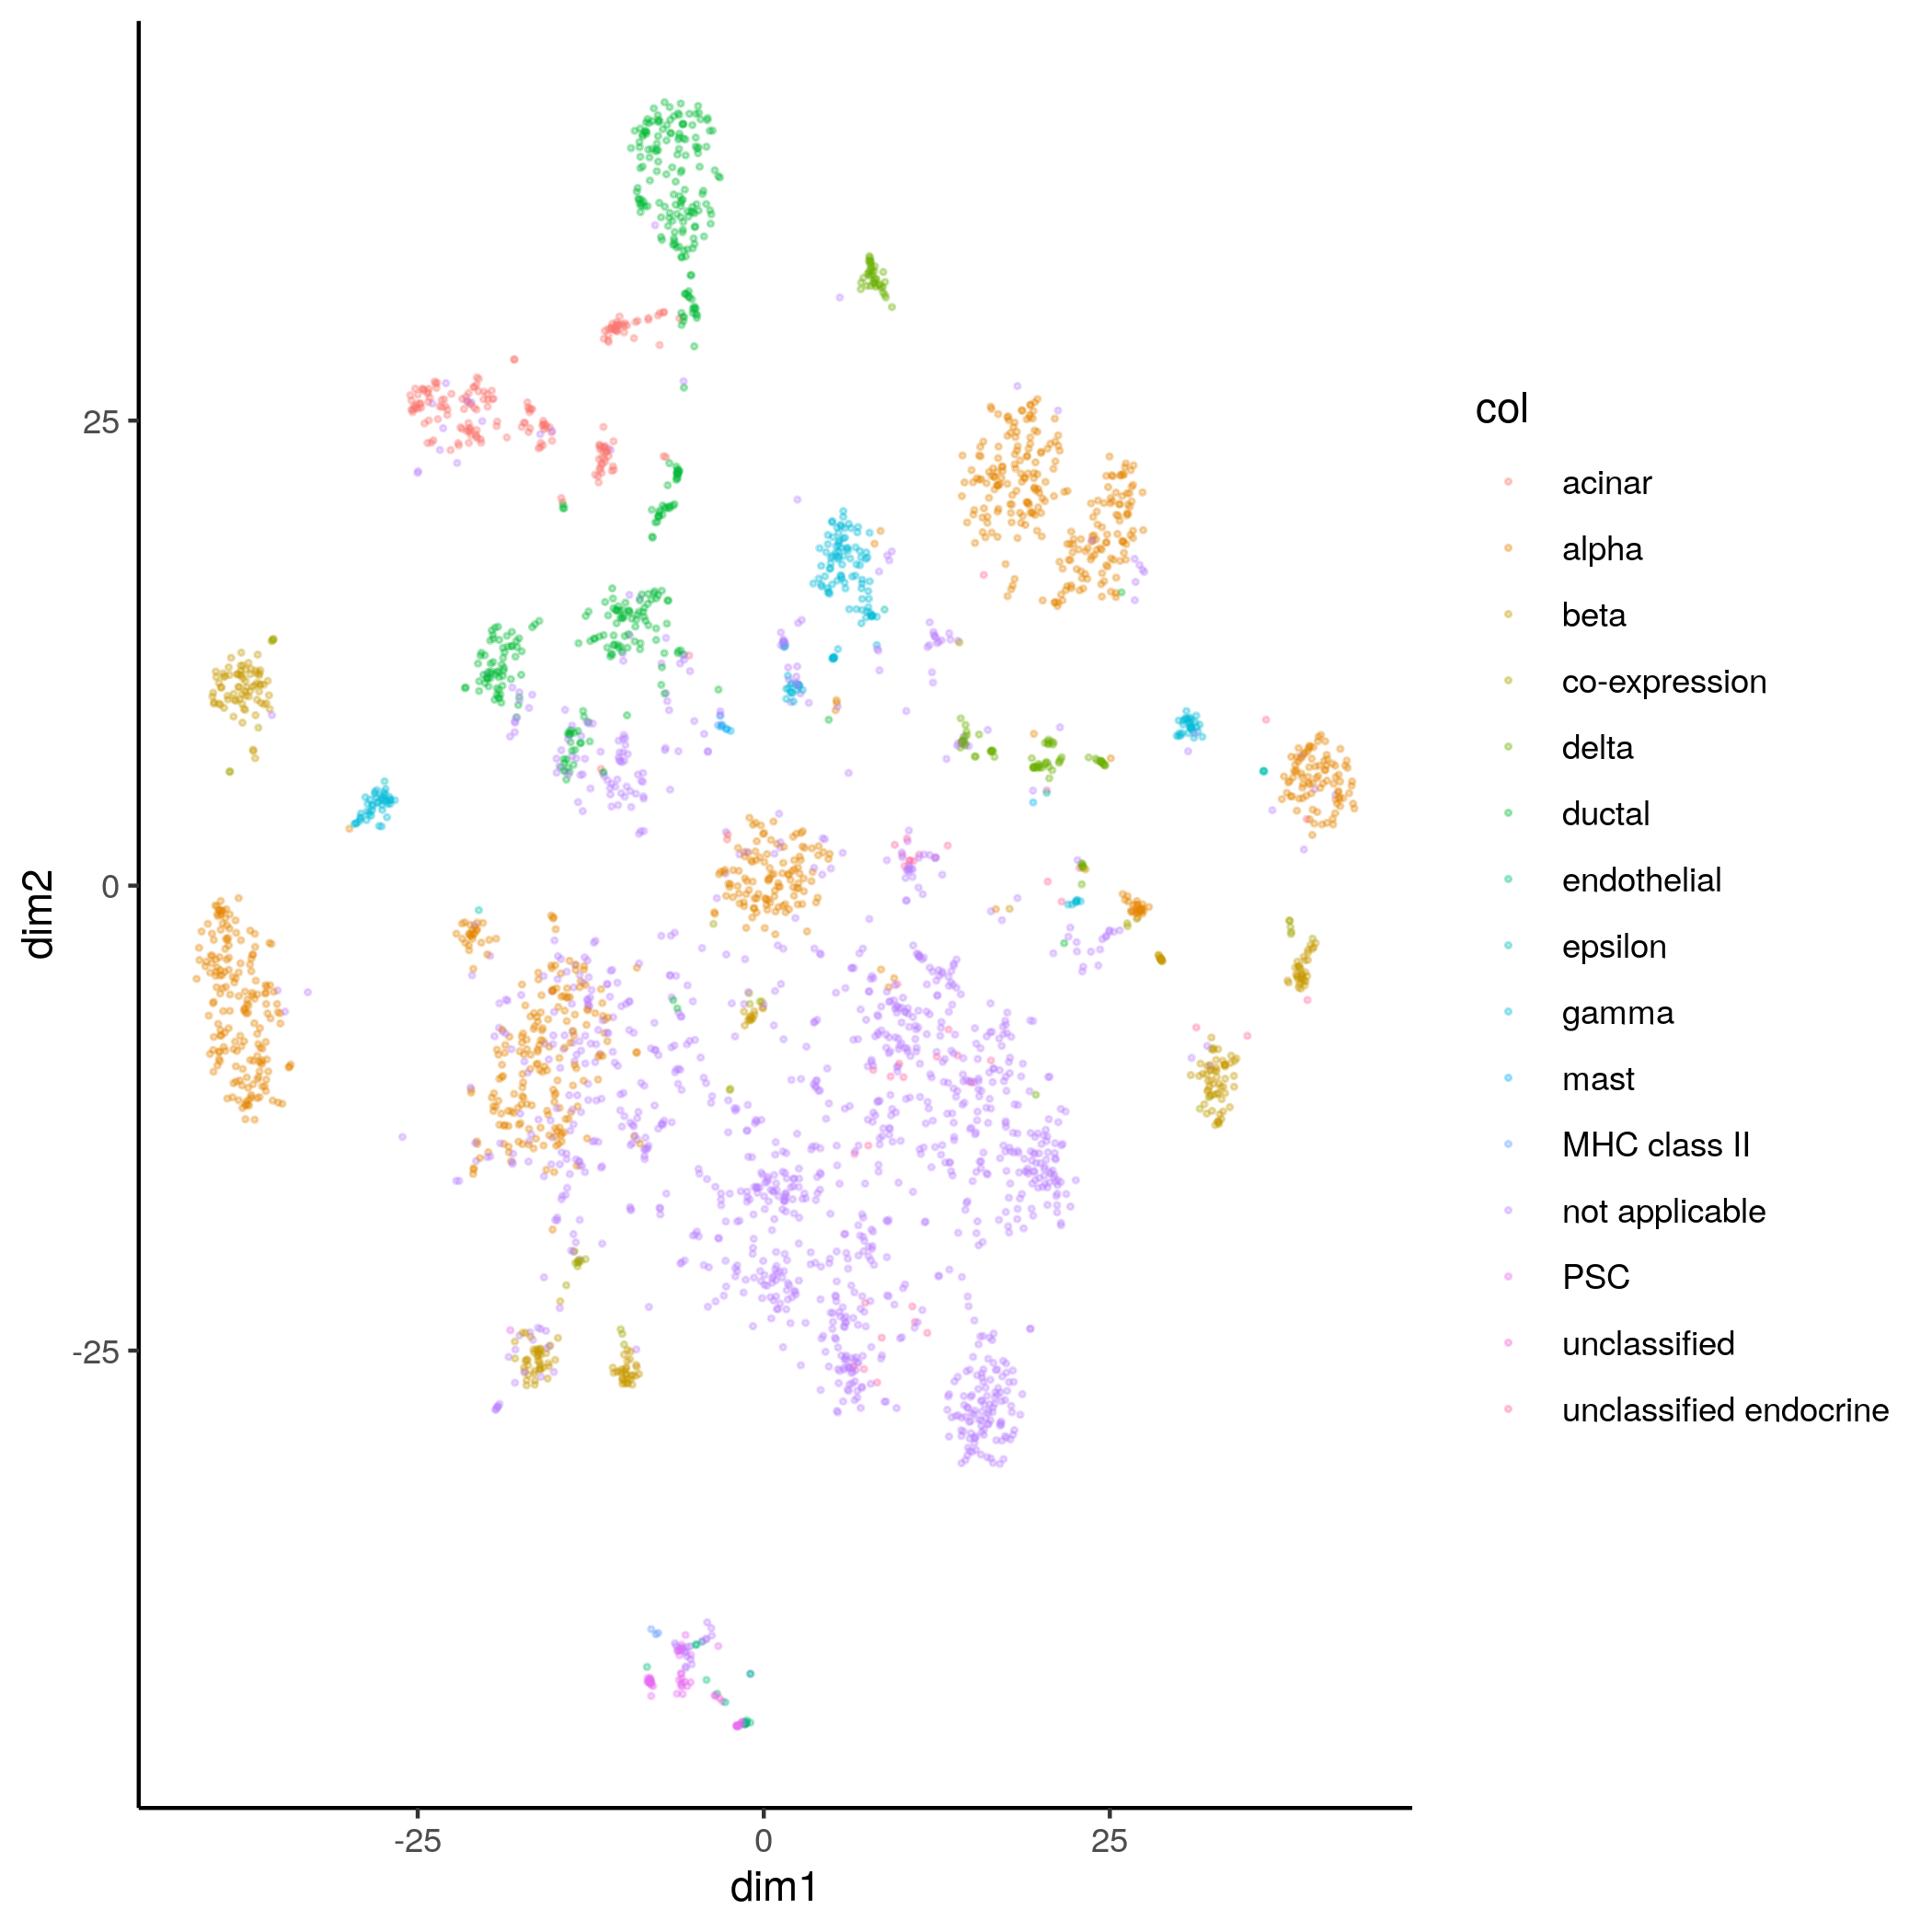 col
acinar
alpha
beta
co-expression
delta
ductal
endothelial
epsilon
gamma
mast
MHC class II
not applicable
PSC
unclassified
unclassified endocrine
25
0
-25
dim2
-25 0 25
dim1